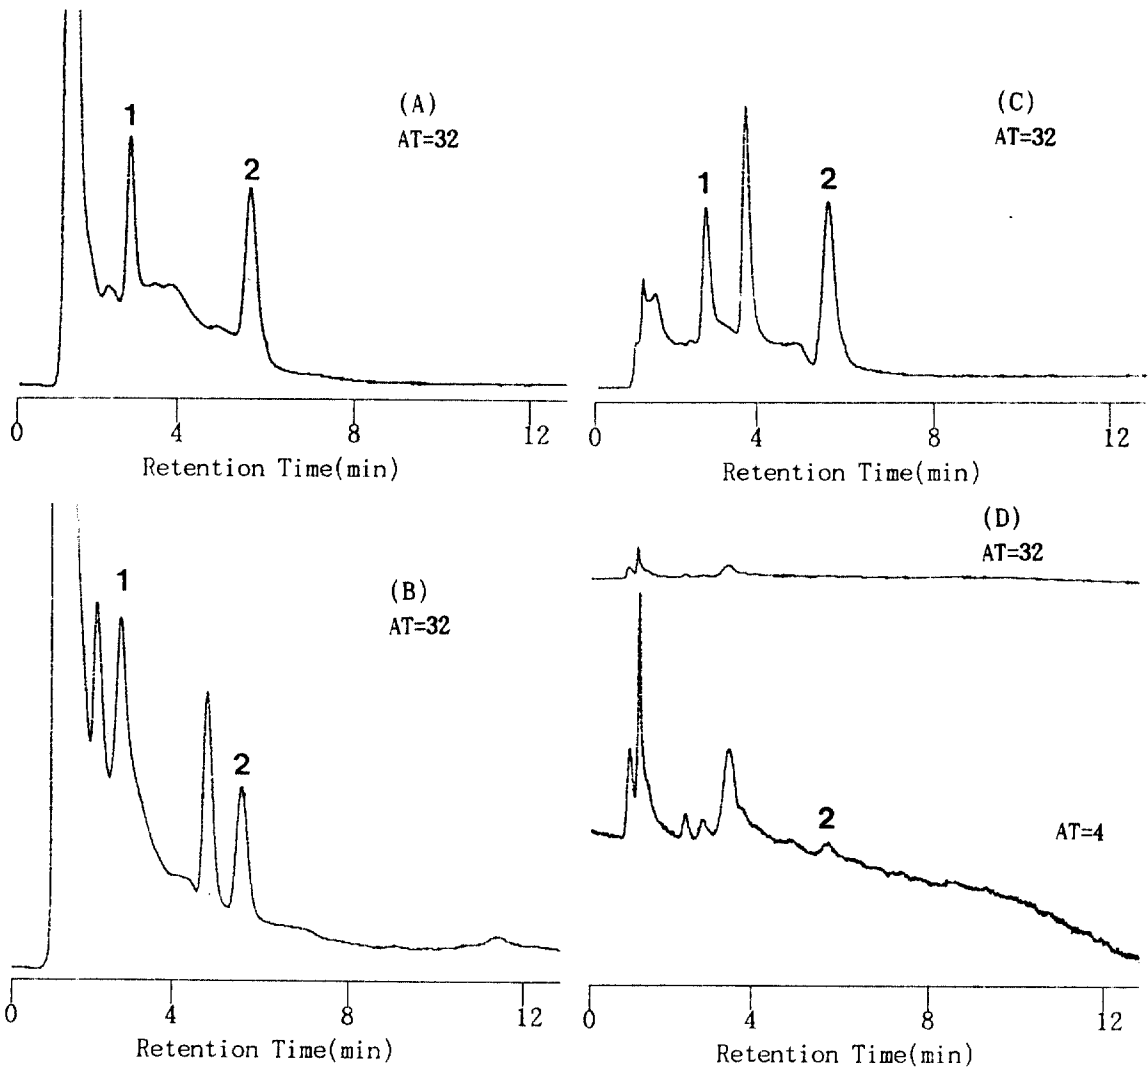 (A)
AT=32
1
2
0 4 8 12
Retention Time(min)
(C)
AT=32
1
2
0 4 8 12
Retention Time(min)
(B)
AT=32
1
2
0 4 8 12
Retention Time(min)
(D)
AT=32
2
AT=4
0 4 8 12
Retention Time(min)